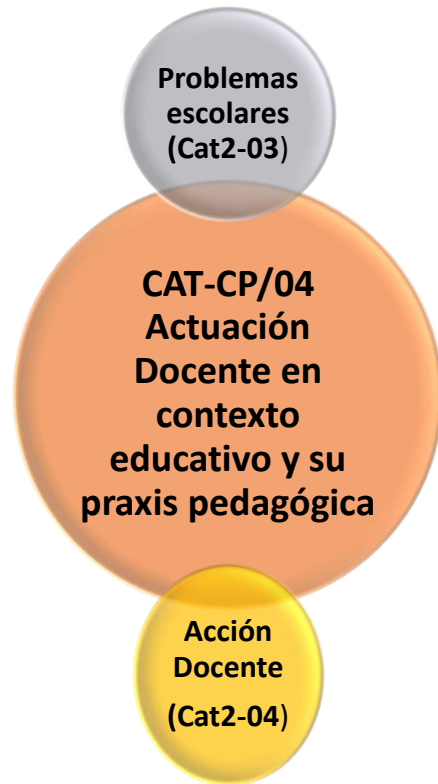 Problemas
escolares
(Cat2-03)
CAT-CP/04
Actuación
Docente en
contexto
educativo y su
praxis pedagógica
Acción
Docente
(Cat2-04)